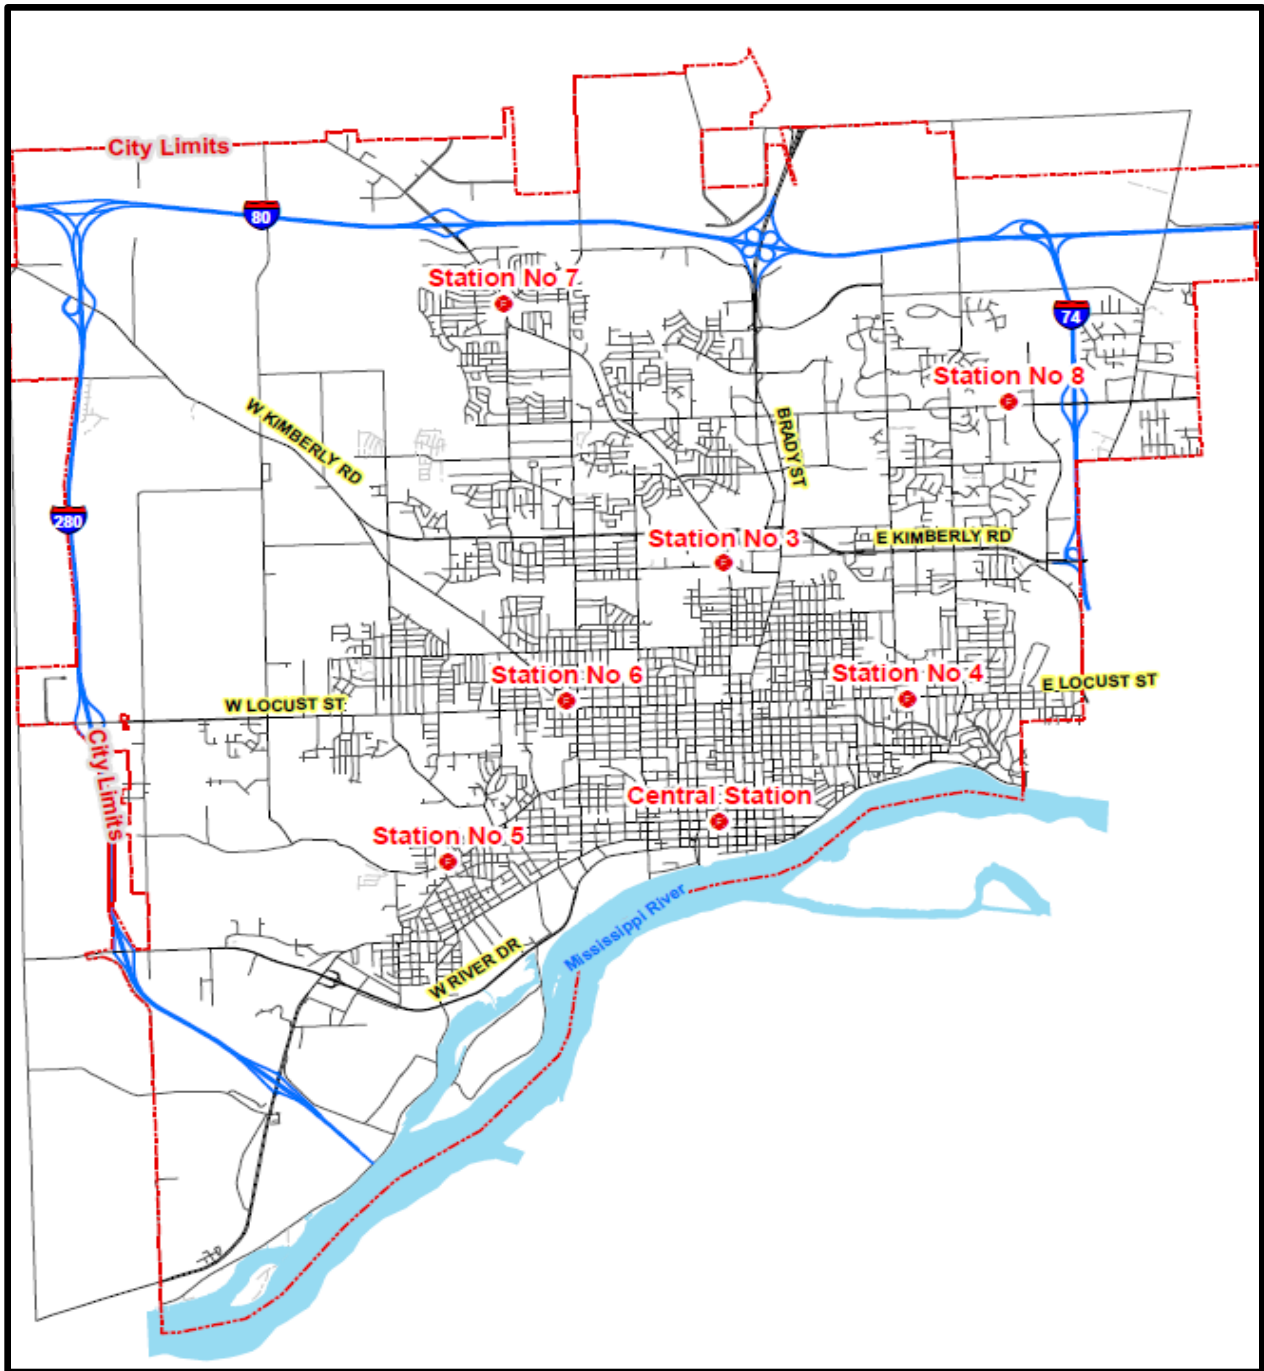 City Limits
80
Station No 7
74
Station No 8
W KIMBERLY RD
BRADY ST
280
Station No 3
E KIMBERLY RD
Station No 6
Station No 4
E LOCUST ST
W LOCUST ST
City Limits
Central Station
Station No 5
Mississippi River
W RIVER DR